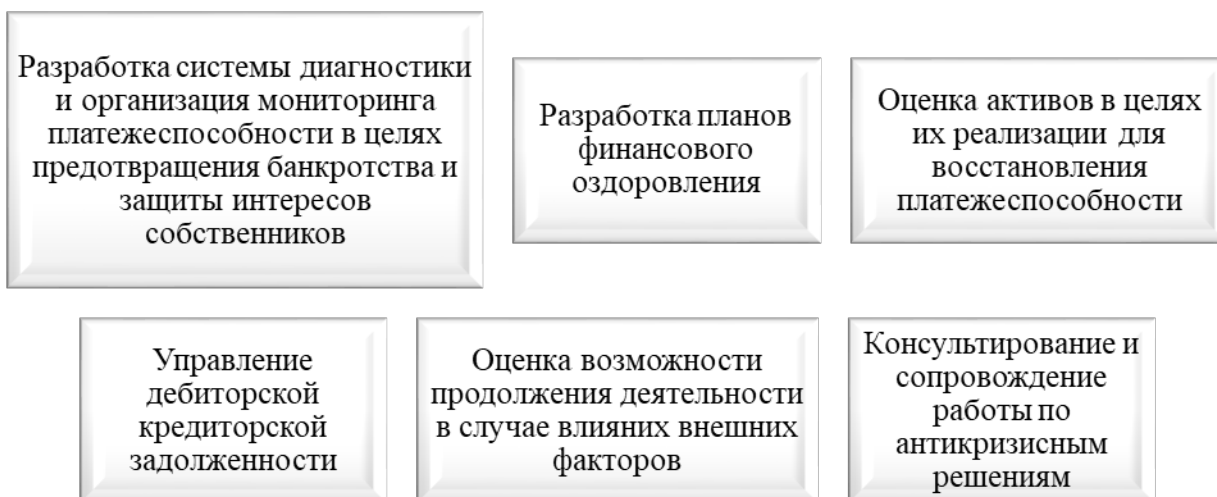 Разработка системы диагностики
и организация мониторинга
платежеспособности в целях
предотвращения банкротства и
защиты интересов
собственников
Разработка планов
финансового
оздоровления
Оценка активов в целях
их реализации для
восстановления
платежеспособности
Управление
дебиторской
кредиторской
задолженности
Оценка возможности
продолжения деятельности
в случае влияних внешних
факторов
Консультирование и
сопровождение
работы по
антикризисным
решениям